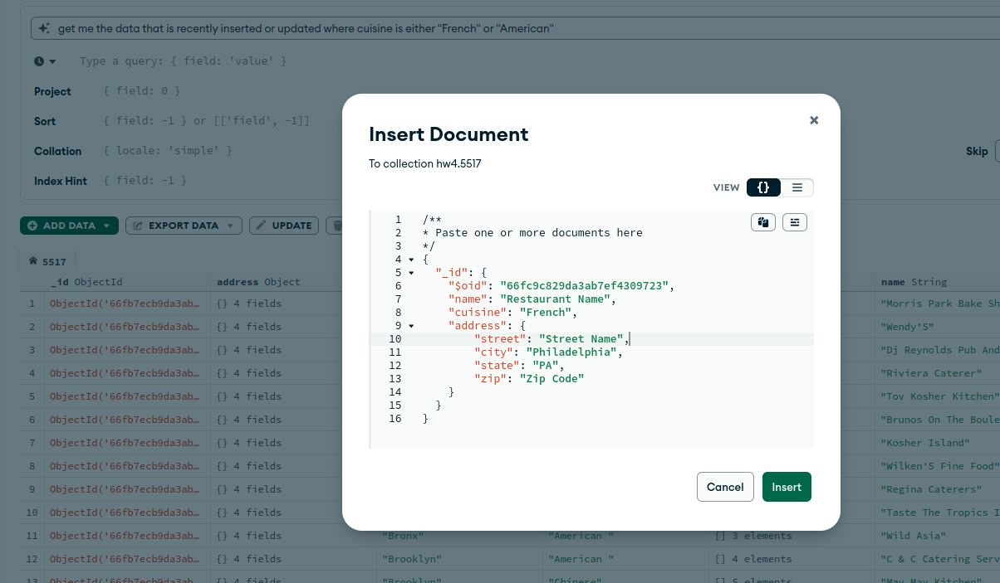 get me the data that is recently inserted or updated where cuisine is either "French" or "American"
Type a query: { field: 'value' }
Project { field: 0 }
Sort { field: -1 } or [['field', -1]]
Collation { locale: 'simple' }
Skip
Index Hint { field: -1 }
ADD DATA EXPORT DATA UPDATE
5517
_id ObjectId address Object name String
1 ObjectId('66fb7ecb9da3ab… {} 4 fields "Morris Park Bake Sh
2 ObjectId('66fb7ecb9da3ab… {} 4 fields "Wendy'S"
3 ObjectId('66fb7ecb9da3ab… {} 4 fields "Dj Reynolds Pub And
4 ObjectId('66fb7ecb9da3ab… {} 4 fields "Riviera Caterer"
5 ObjectId('66fb7ecb9da3ab… {} 4 fields "Tov Kosher Kitchen"
6 ObjectId('66fb7ecb9da3ab… {} 4 fields "Brunos On The Boule
7 ObjectId('66fb7ecb9da3ab… {} 4 fields "Kosher Island"
8 ObjectId('66fb7ecb9da3ab… {} 4 fields "Wilken'S Fine Food"
9 ObjectId('66fb7ecb9da3ab… {} 4 fields "Regina Caterers"
10 ObjectId('66fb7ecb9da3ab… {} 4 fields "Taste The Tropics I
11 ObjectId('66fb7ecb9da3ab… {} 4 fields "Bronx" "American " [] 3 elements "Wild Asia"
12 ObjectId('66fb7ecb9da3ab… {} 4 fields "Brooklyn" "American " [] 4 elements "C & C Catering Serv
13 ObjectId('66fb7ecb9da3ab… {} 4 fields "Brooklyn" "Chinese" [] 5 elements "May May Kitchen"
Insert Document
To collection hw4.5517
VIEW {}
1 /**
2 * Paste one or more documents here
3 */
4 {
5 "_id": {
6 "$oid": "66fc9c829da3ab7ef4309723",
7 "name": "Restaurant Name",
8 "cuisine": "French",
9 "address": {
10 "street": "Street Name",
11 "city": "Philadelphia",
12 "state": "PA",
13 "zip": "Zip Code"
14 }
15 }
16 }
Cancel Insert